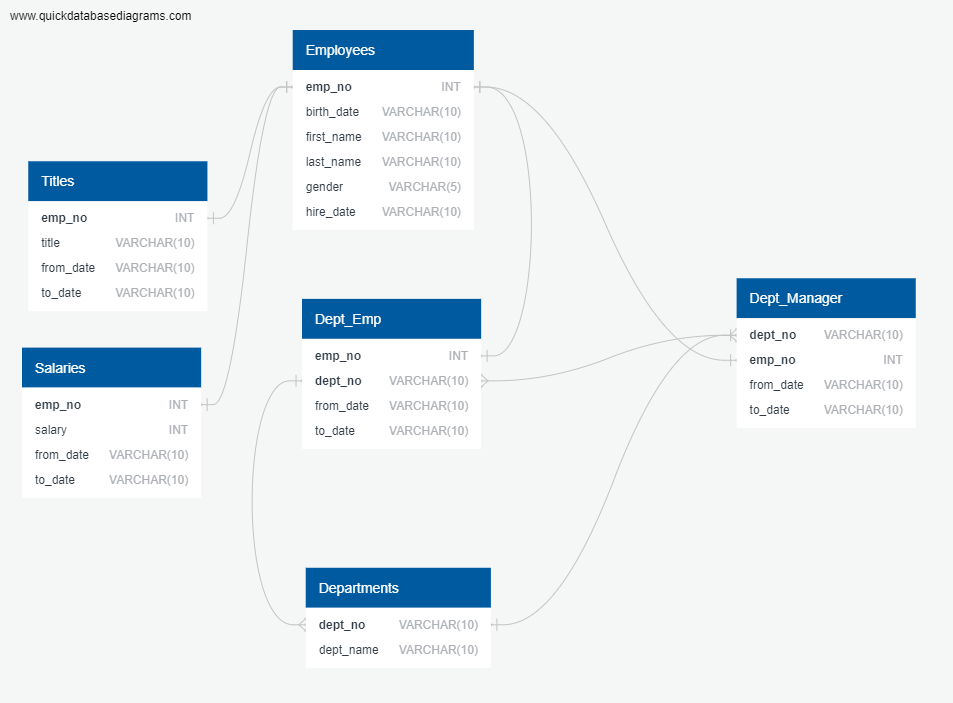 www.quickdatabasediagrams.com
Employees
emp_no INT
birth_date VARCHAR(10)
first_name VARCHAR(10)
last_name VARCHAR(10)
gender VARCHAR(5)
hire_date VARCHAR(10)
Titles
emp_no INT
title VARCHAR(10)
from_date VARCHAR(10)
to_date VARCHAR(10)
Salaries
emp_no INT
salary INT
from_date VARCHAR(10)
to_date VARCHAR(10)
Dept_Emp
emp_no INT
dept_no VARCHAR(10)
from_date VARCHAR(10)
to_date VARCHAR(10)
Dept_Manager
dept_no VARCHAR(10)
emp_no INT
from_date VARCHAR(10)
to_date VARCHAR(10)
Departments
dept_no VARCHAR(10)
dept_name VARCHAR(10)